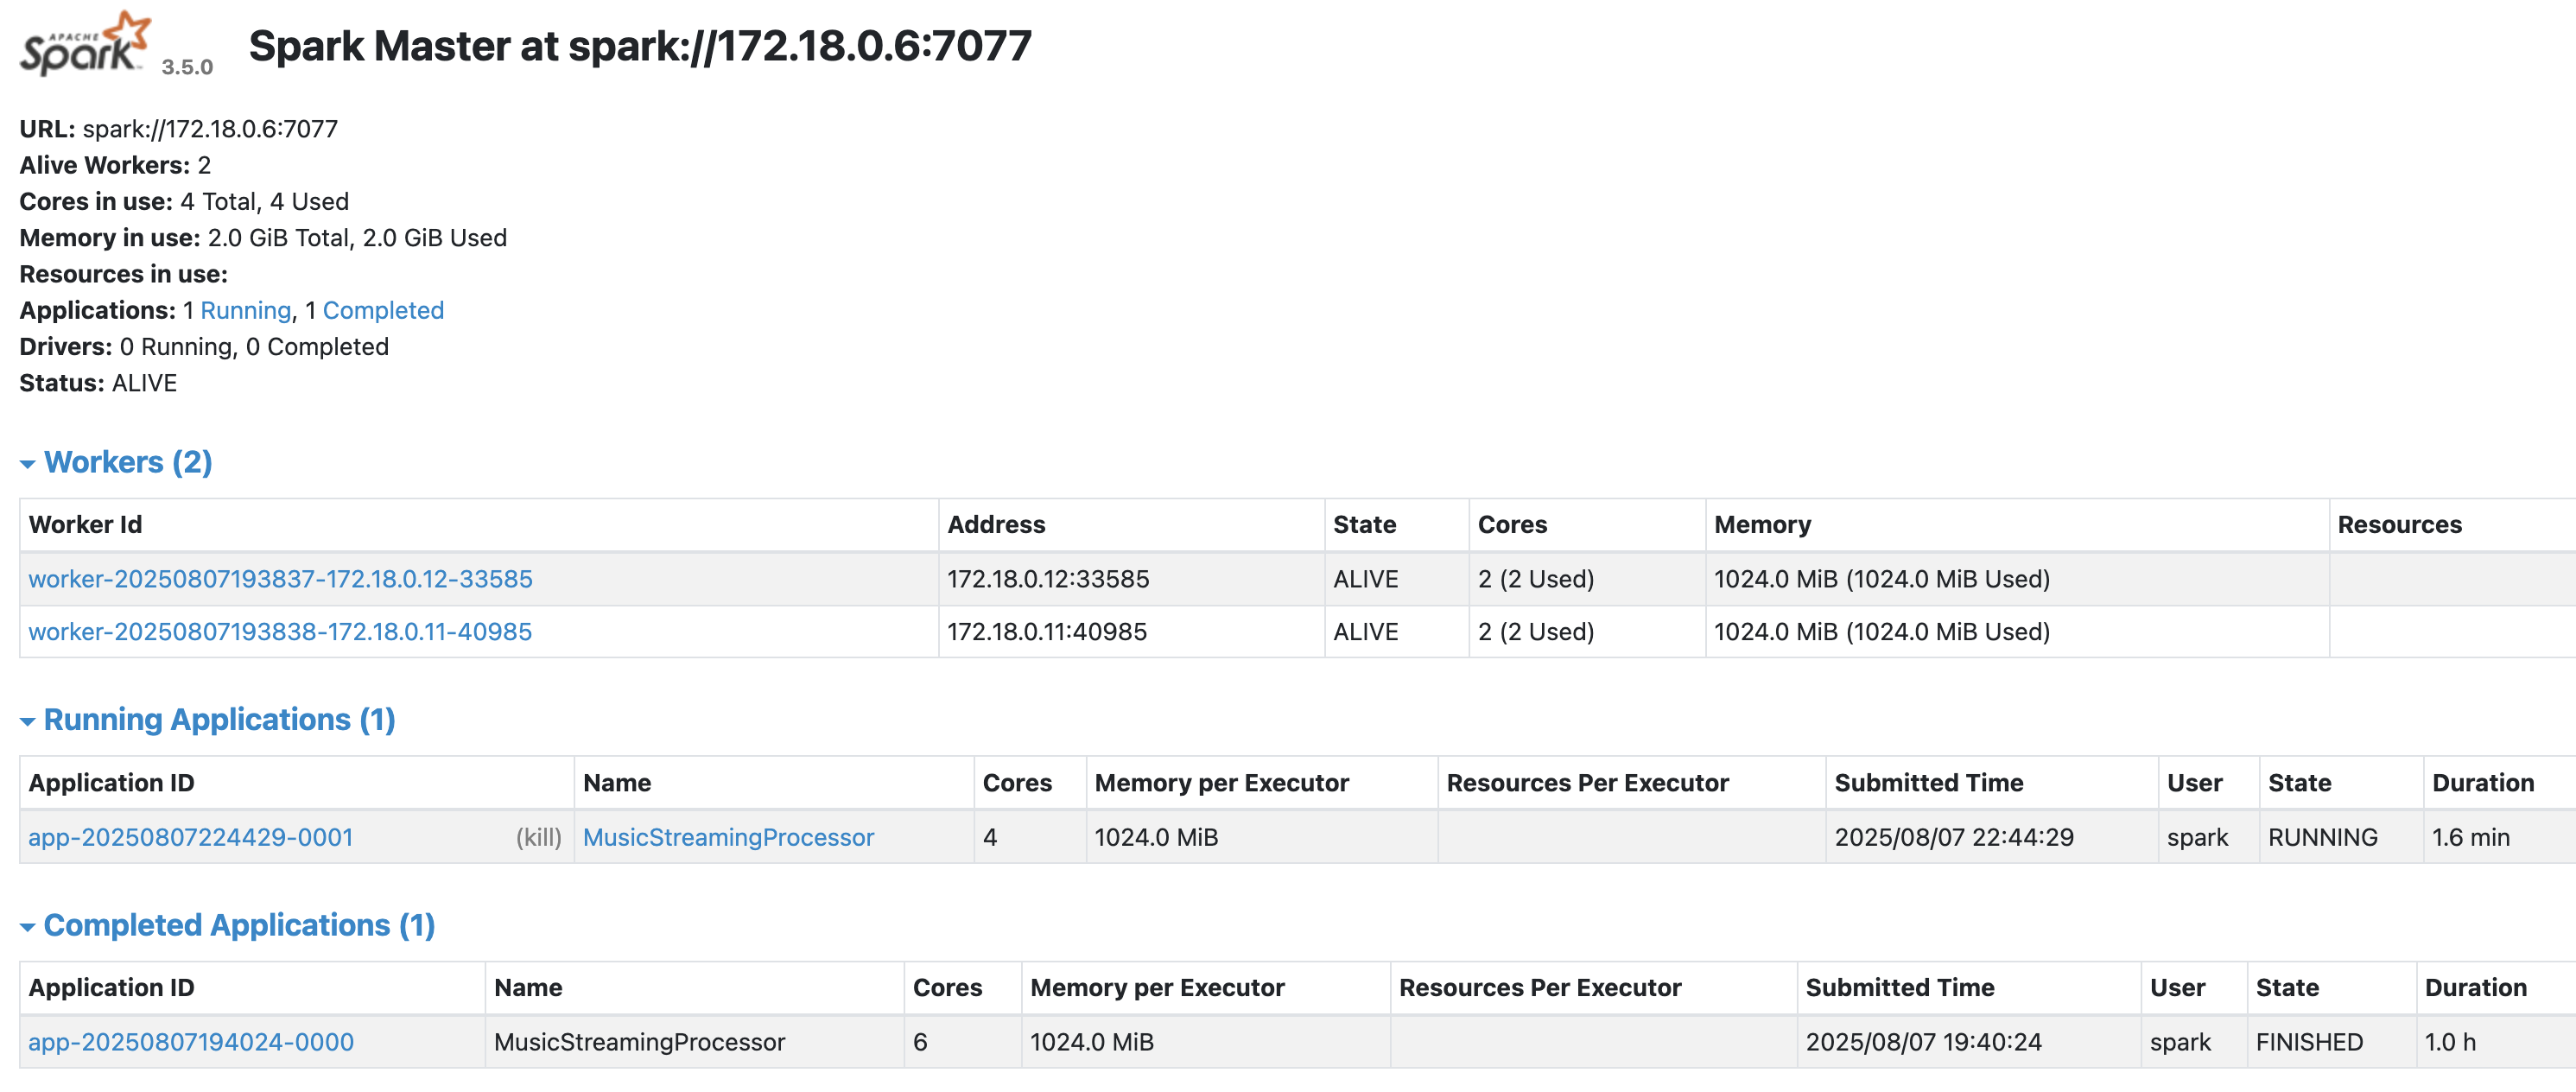 APACHE
Spark 3.5.0 Spark Master at spark://172.18.0.6:7077
URL: spark://172.18.0.6:7077
Alive Workers: 2
Cores in use: 4 Total, 4 Used
Memory in use: 2.0 GiB Total, 2.0 GiB Used
Resources in use:
Applications: 1 Running, 1 Completed
Drivers: 0 Running, 0 Completed
Status: ALIVE
Workers (2)
Worker Id Address State Cores Memory Resources
worker-20250807193837-172.18.0.12-33585 172.18.0.12:33585 ALIVE 2 (2 Used) 1024.0 MiB (1024.0 MiB Used)
worker-20250807193838-172.18.0.11-40985 172.18.0.11:40985 ALIVE 2 (2 Used) 1024.0 MiB (1024.0 MiB Used)
Running Applications (1)
Application ID Name Cores Memory per Executor Resources Per Executor Submitted Time User State Duration
app-20250807224429-0001 (kill) MusicStreamingProcessor 4 1024.0 MiB 2025/08/07 22:44:29 spark RUNNING 1.6 min
Completed Applications (1)
Application ID Name Cores Memory per Executor Resources Per Executor Submitted Time User State Duration
app-20250807194024-0000 MusicStreamingProcessor 6 1024.0 MiB 2025/08/07 19:40:24 spark FINISHED 1.0 h